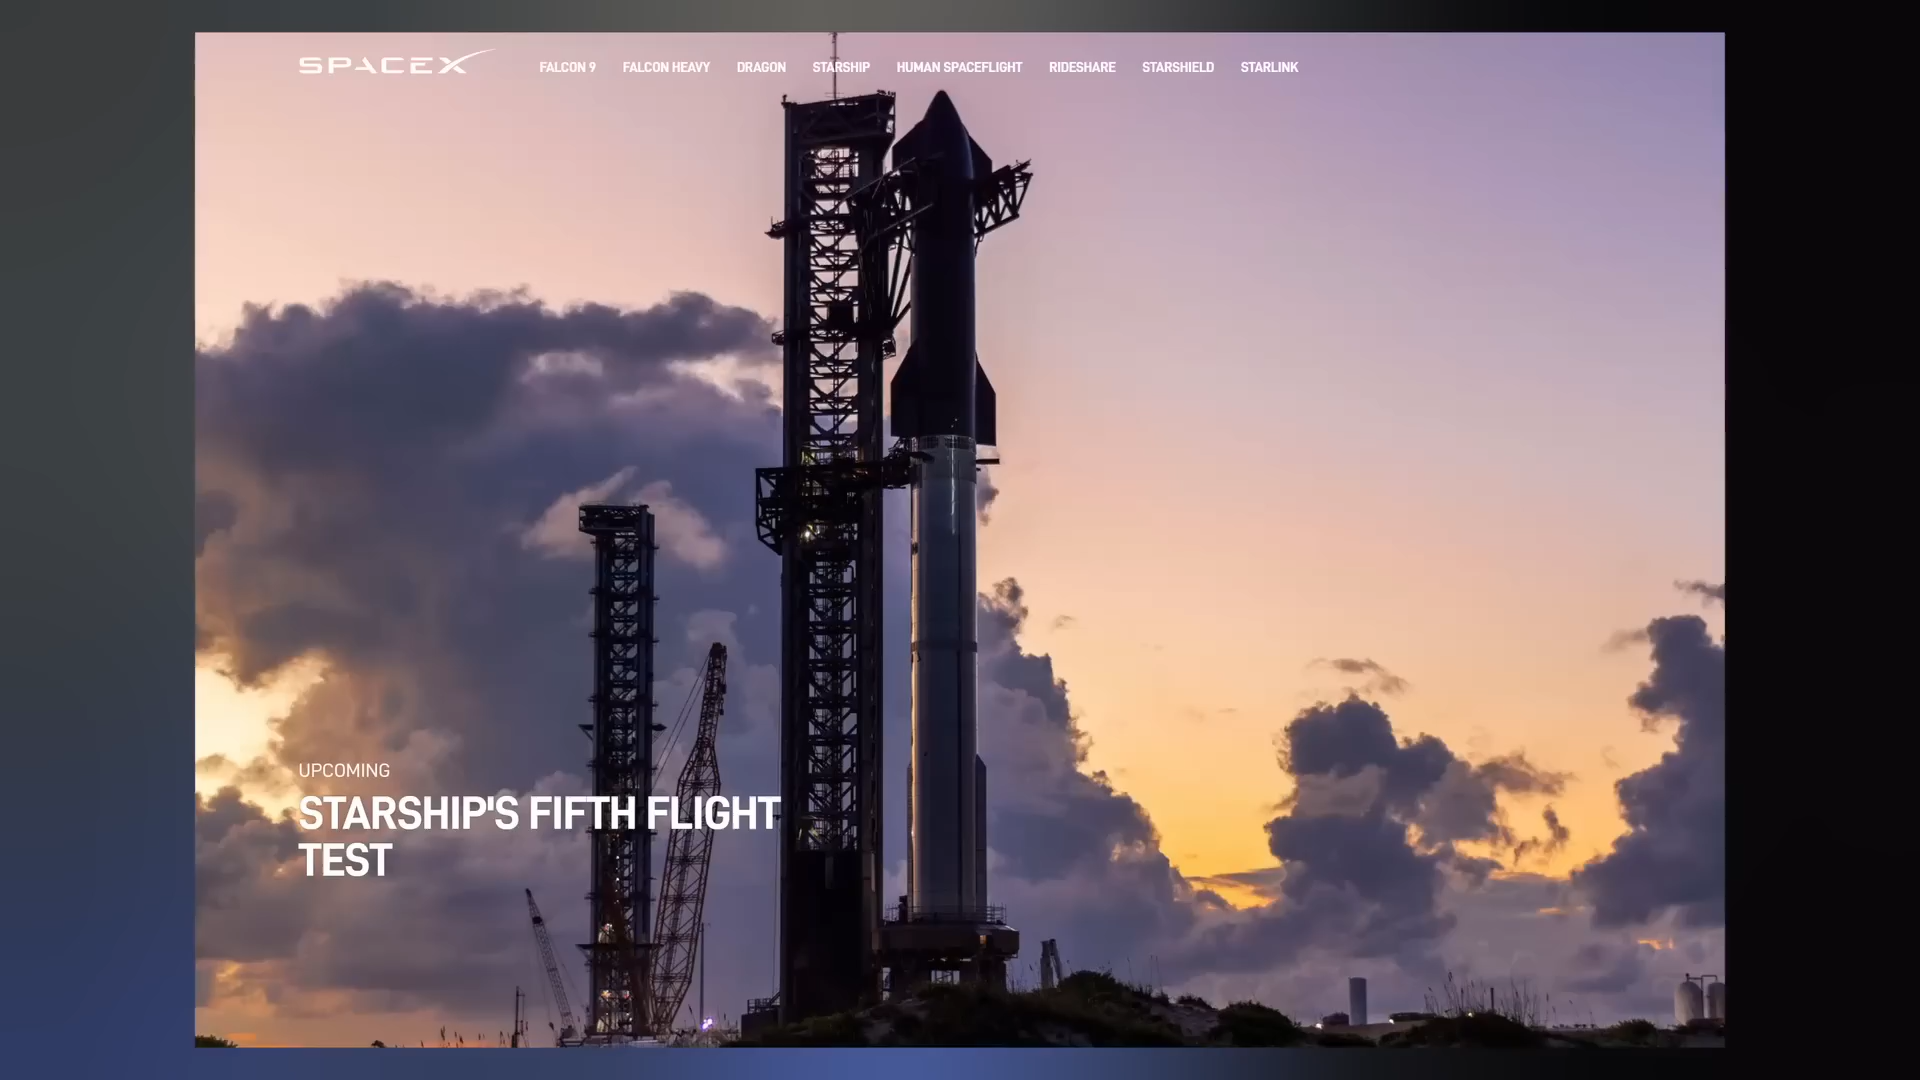 SPACEX
FALCON 9 FALCON HEAVY DRAGON STARSHIP HUMAN SPACEFLIGHT RIDESHARE STARSHIELD STARLINK
UPCOMING
STARSHIP'S FIFTH FLIGHT
TEST